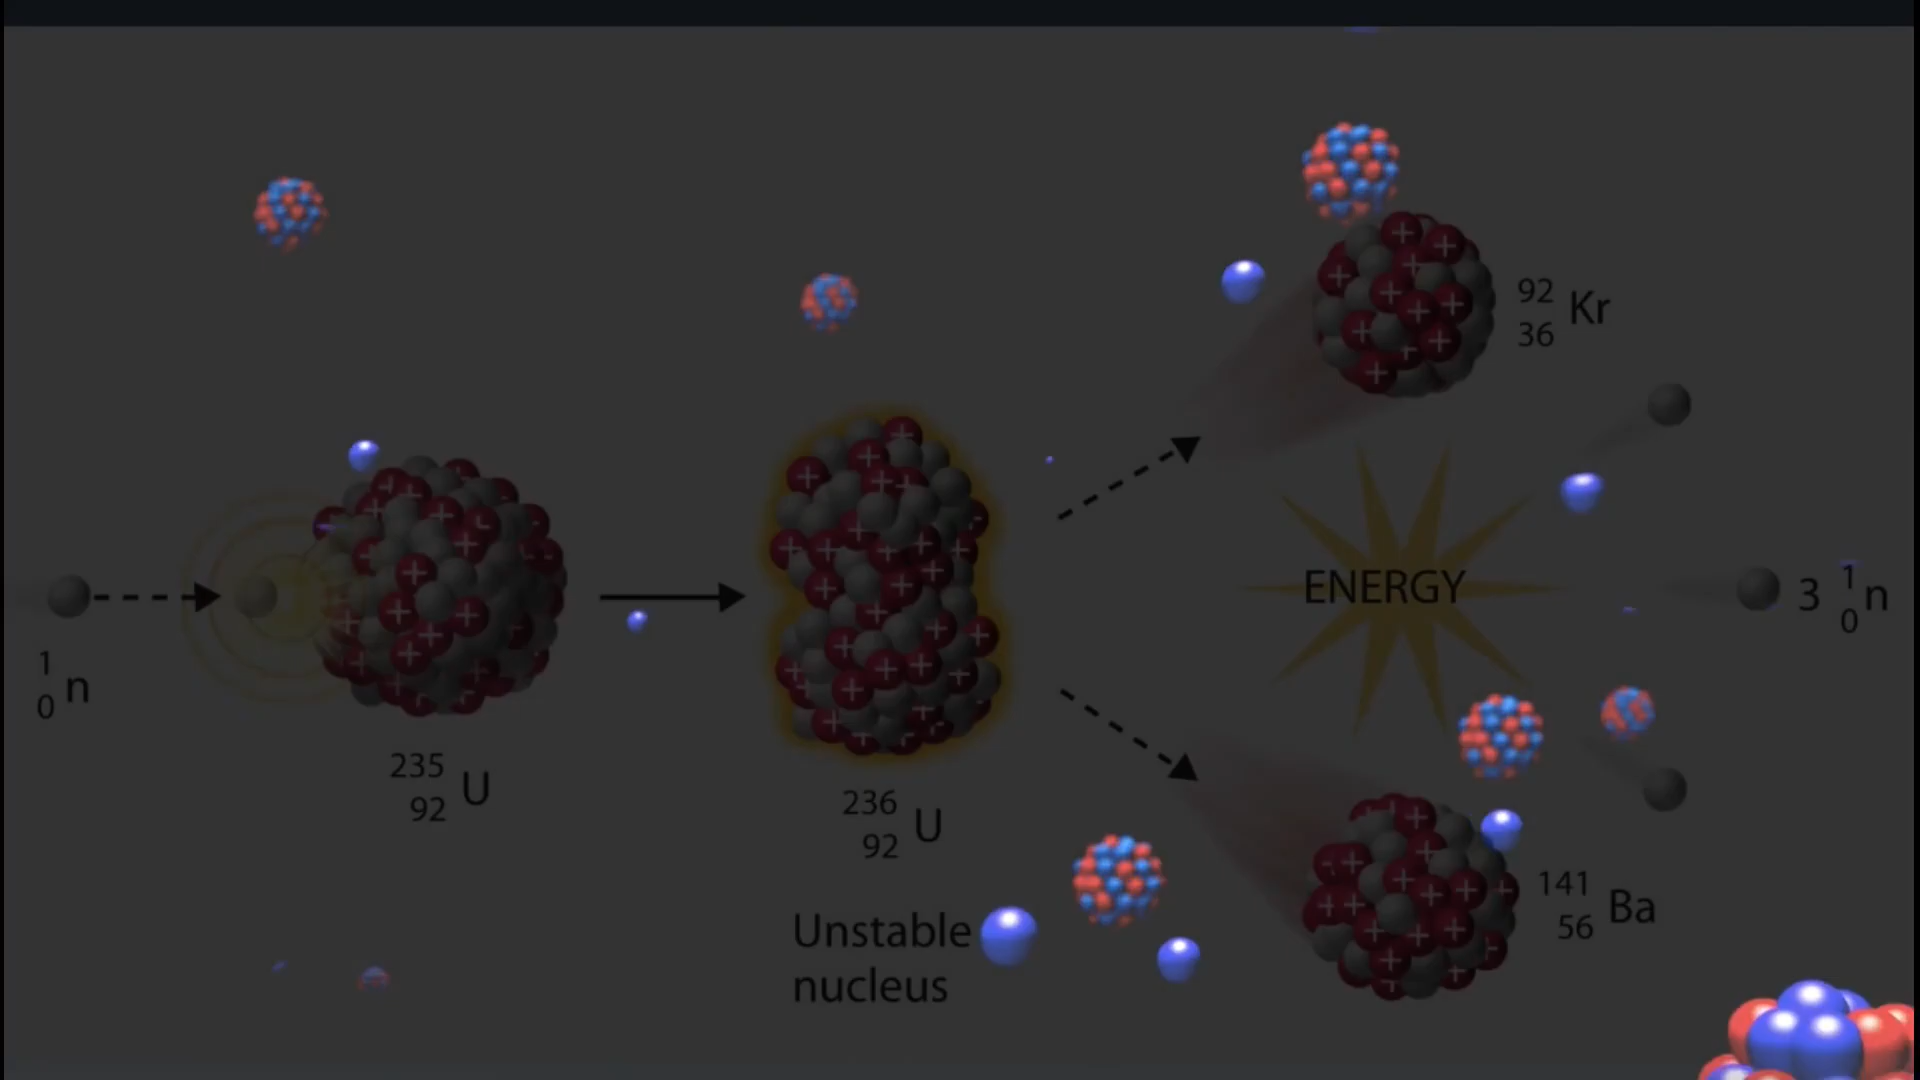 1
0 n
235
92 U
236
92 U
Unstable
nucleus
92
36 Kr
ENERGY
3 1
0 n
141
56 Ba